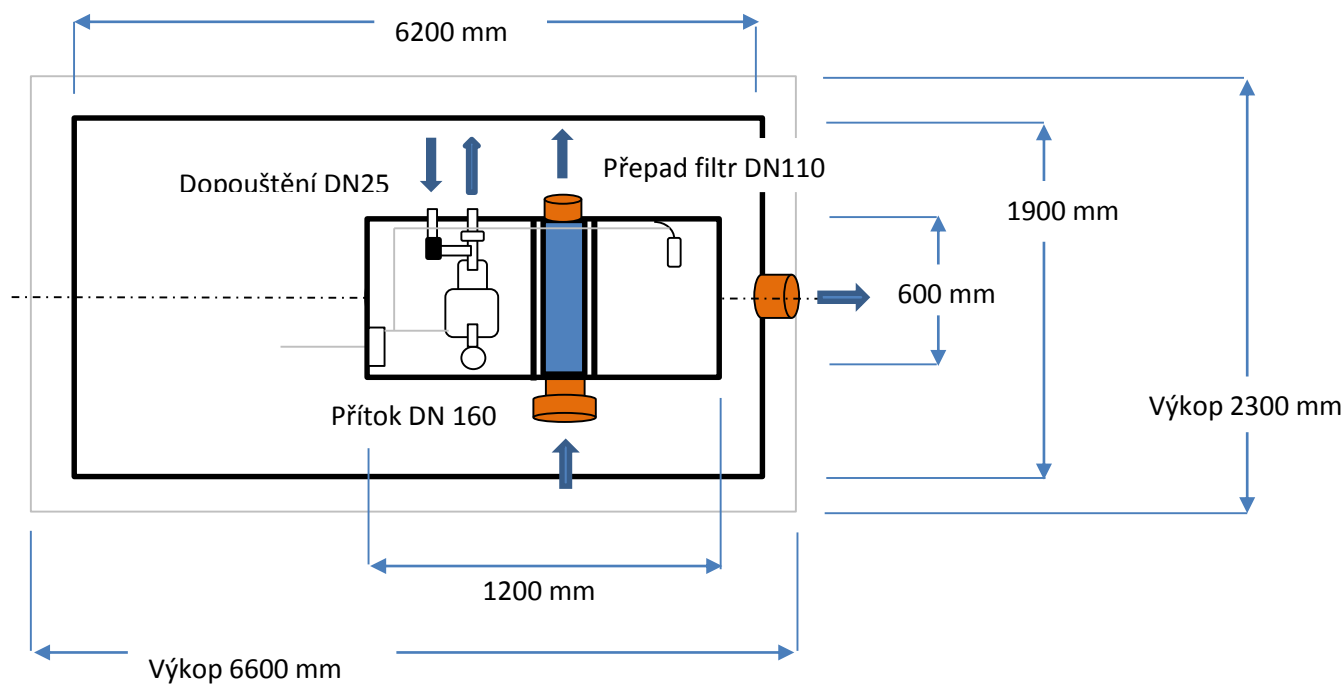 6200 mm
Dopouštění DN25
Přepad filtr DN110
1900 mm
600 mm
Výkop 2300 mm
Přítok DN 160
1200 mm
Výkop 6600 mm